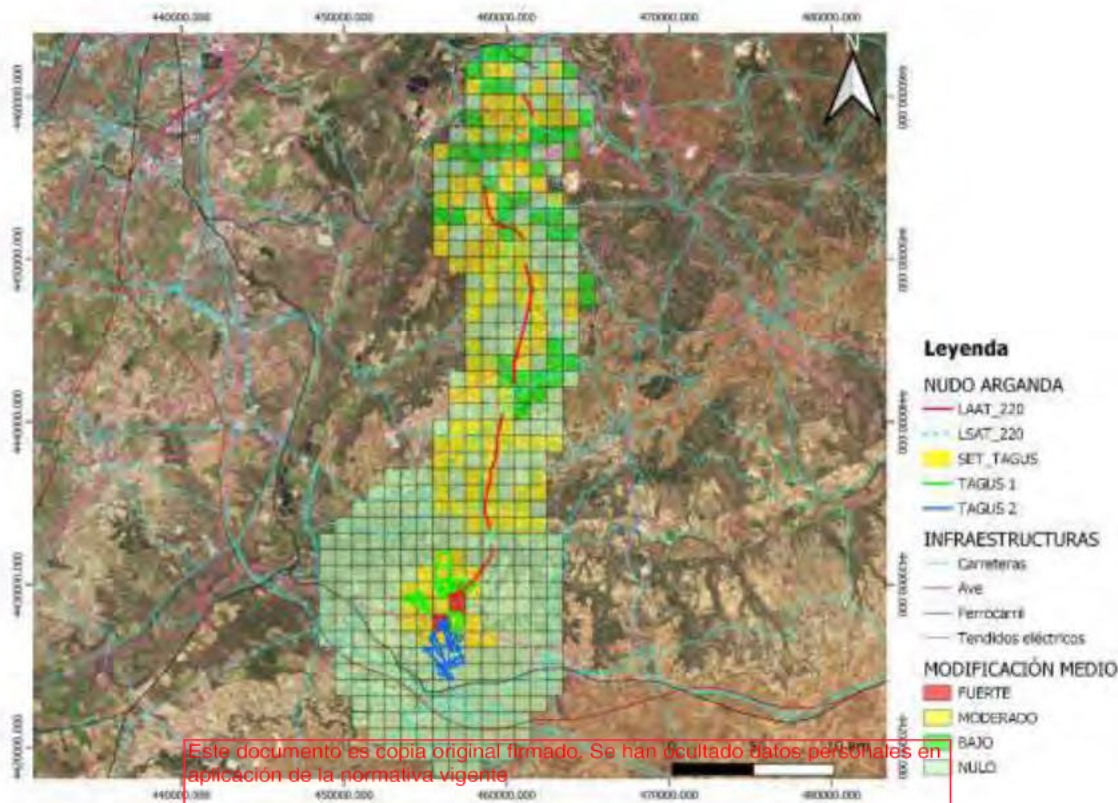 440000.000 450000.000 460000.000 470000.000 480000.000
N
Leyenda
NUDO ARGANDA
LAAT_220
LSAT_220
SET_TAGUS
TAGUS 1
TAGUS 2
INFRAESTRUCTURAS
Carreteras
Ave
Ferrocarril
Tendidos eléctricos
MODIFICACIÓN MEDIO
FUERTE
MODERADO
BAJO
NULO
Este documento es copia original firmado. Se han ocultado datos personales en
aplicación de la normativa vigente
440000.000 450000.000 460000.000 470000.000 480000.000